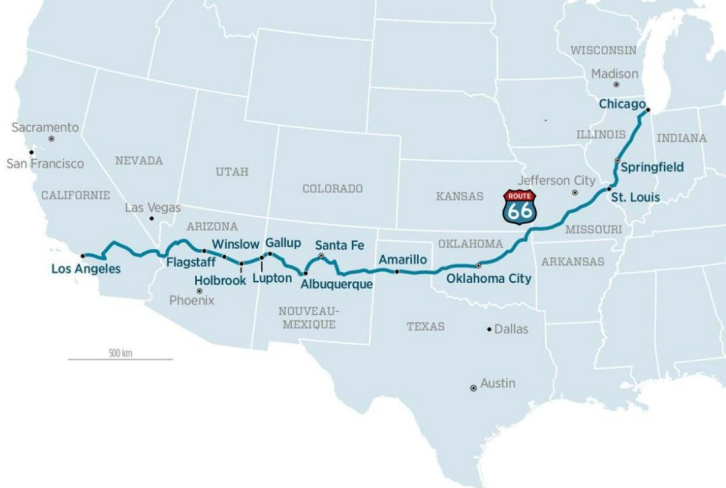 WISCONSIN
Madison
Chicago
ILLINOIS
INDIANA
Sacramento
San Francisco
NEVADA
UTAH
COLORADO
KANSAS
Jefferson City
Springfield
CALIFORNIE
Las Vegas
ROUTE
66
St. Louis
ARIZONA
MISSOURI
Winslow
Gallup
Santa Fe
OKLAHOMA
Los Angeles
Flagstaff
Amarillo
ARKANSAS
Holbrook
Lupton
Albuquerque
Oklahoma City
Phoenix
NOUVEAU-
MEXIQUE
TEXAS
Dallas
500 km
Austin